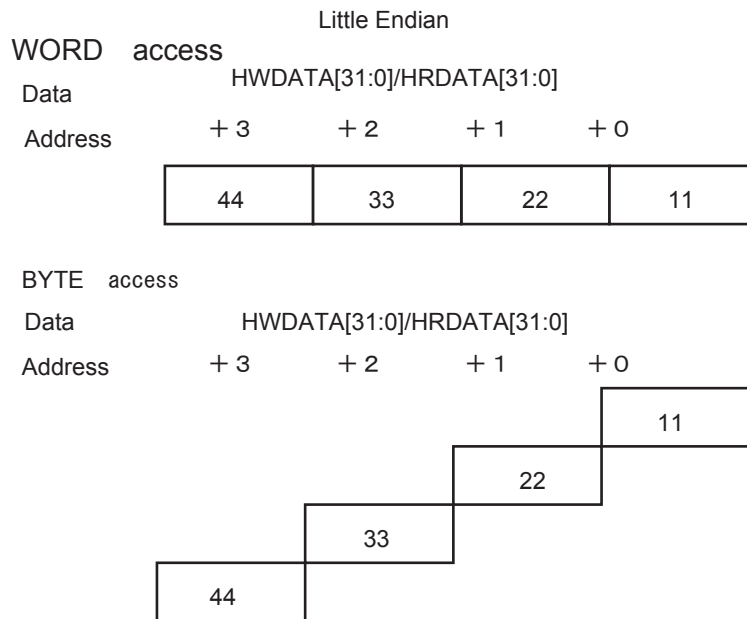 Little Endian
WORD access
Data HWDATA[31:0]/HRDATA[31:0]
Address +3 +2 +1 +0
44 33 22 11
BYTE access
Data HWDATA[31:0]/HRDATA[31:0]
Address +3 +2 +1 +0
11
22
33
44